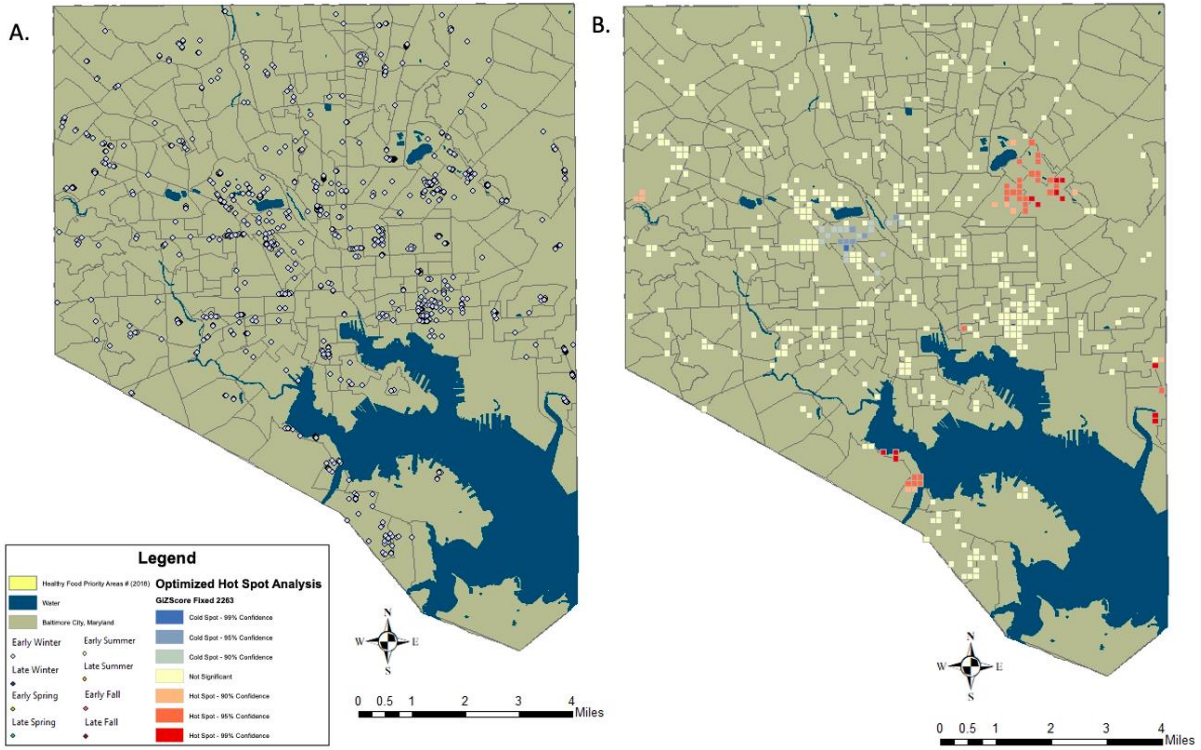 A.
B.
Legend
Healthy Food Priority Areas # (2018)
Water
Baltimore City, Maryland
Early Winter
Early Summer
Late Winter
Late Summer
Early Spring
Early Fall
Late Spring
Late Fall
Optimized Hot Spot Analysis
GiZScore Fixed 2263
Cold Spot - 99% Confidence
Cold Spot - 95% Confidence
Cold Spot - 90% Confidence
Not Significant
Hot Spot - 90% Confidence
Hot Spot - 95% Confidence
Hot Spot - 99% Confidence
N
W E
S
0 0.5 1 2 3 4
Miles
N
W E
S
0 0.5 1 2 3 4
Miles